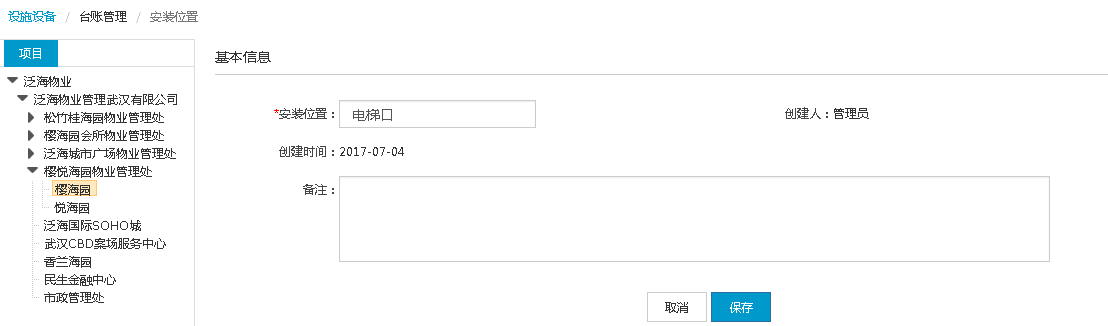 设施设备 / 台账管理 / 安装位置
项目
泛海物业
泛海物业管理武汉有限公司
松竹桂海园物业管理处
樱海园会所物业管理处
泛海城市广场物业管理处
樱悦海园物业管理处
樱海园
悦海园
泛海国际SOHO城
武汉CBD案场服务中心
香兰海园
民生金融中心
市政管理处
基本信息
*安装位置：电梯口 创建人：管理员
创建时间：2017-07-04
备注：
取消 保存